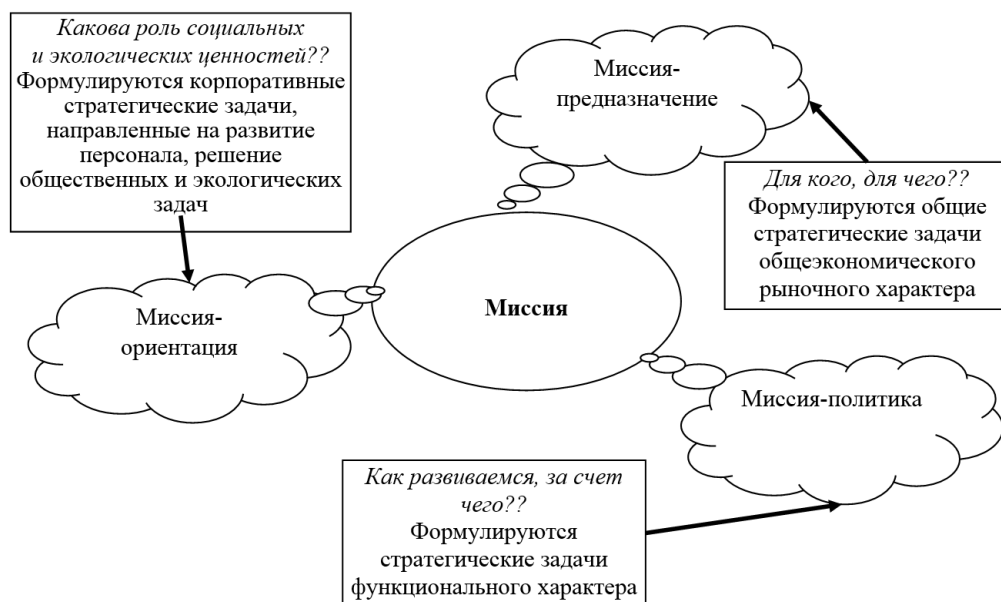 Какова роль социальных
и экологических ценностей??
Формулируются корпоративные
стратегические задачи,
направленные на развитие
персонала, решение
общественных и экологических
задач
Миссия-
предназначение
Для кого, для чего??
Формулируются общие
стратегические задачи
общеэкономического
рыночного характера
Миссия
Миссия-
ориентация
Миссия-политика
Как развиваемся, за счет
чего??
Формулируются
стратегические задачи
функционального характера